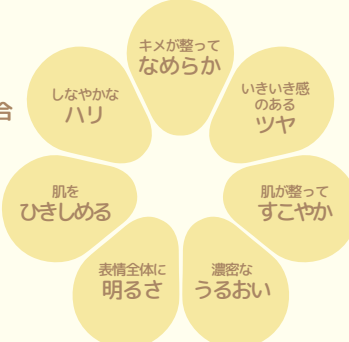 キメが整って
なめらか
いきいき感
のある
ツヤ
肌が整って
すこやか
濃密な
うるおい
表情全体に
明るさ
肌を
ひきしめる
しなやかな
ハリ
合